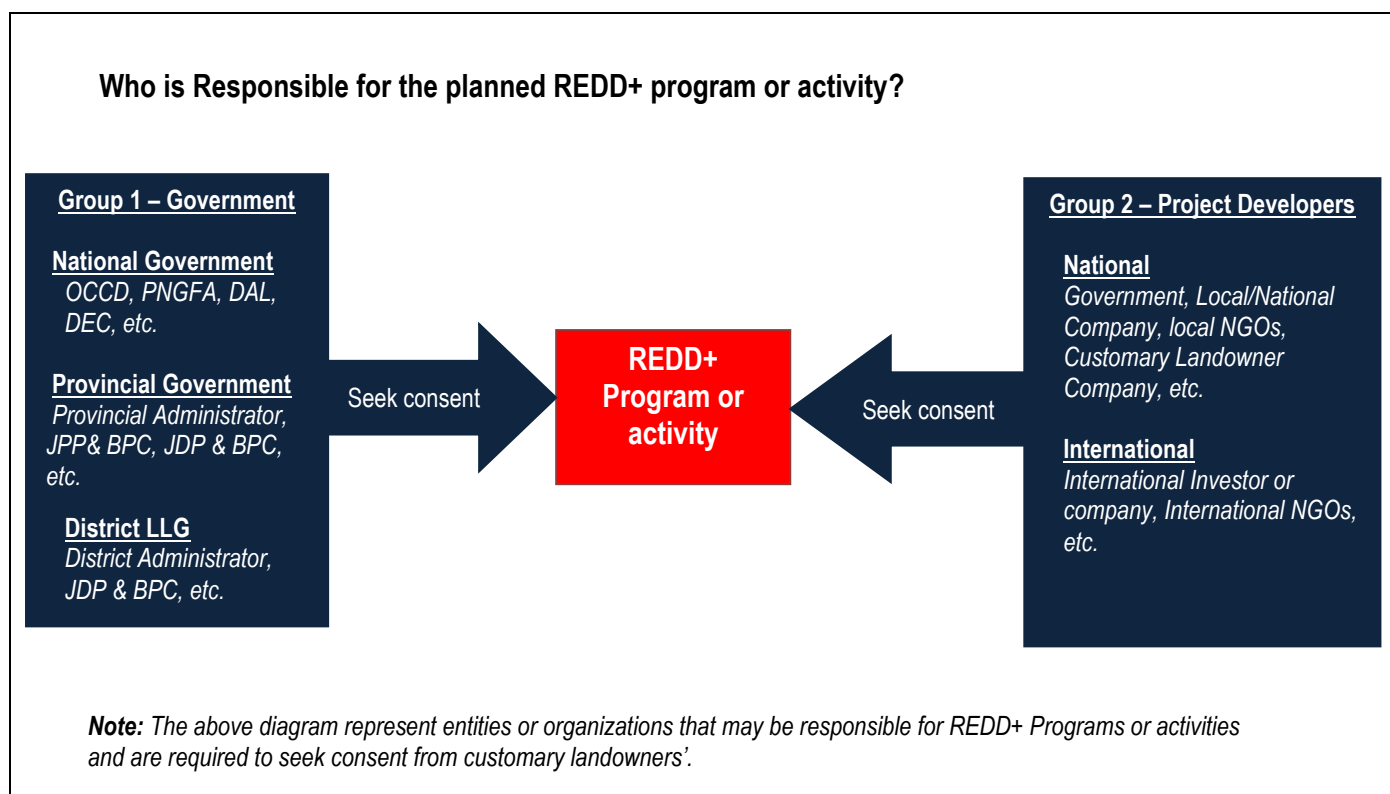 Who is Responsible for the planned REDD+ program or activity?
Group 1 – Government
National Government
OCCD, PNGFA, DAL,
DEC, etc.
Provincial Government
Provincial Administrator,
JPP& BPC, JDP & BPC,
etc.
District LLG
District Administrator,
JDP & BPC, etc.
Seek consent
REDD+
Program or
activity
Seek consent
Group 2 – Project Developers
National
Government, Local/National
Company, local NGOs,
Customary Landowner
Company, etc.
International
International Investor or
company, International NGOs,
etc.
Note: The above diagram represent entities or organizations that may be responsible for REDD+ Programs or activities
and are required to seek consent from customary landowners’.